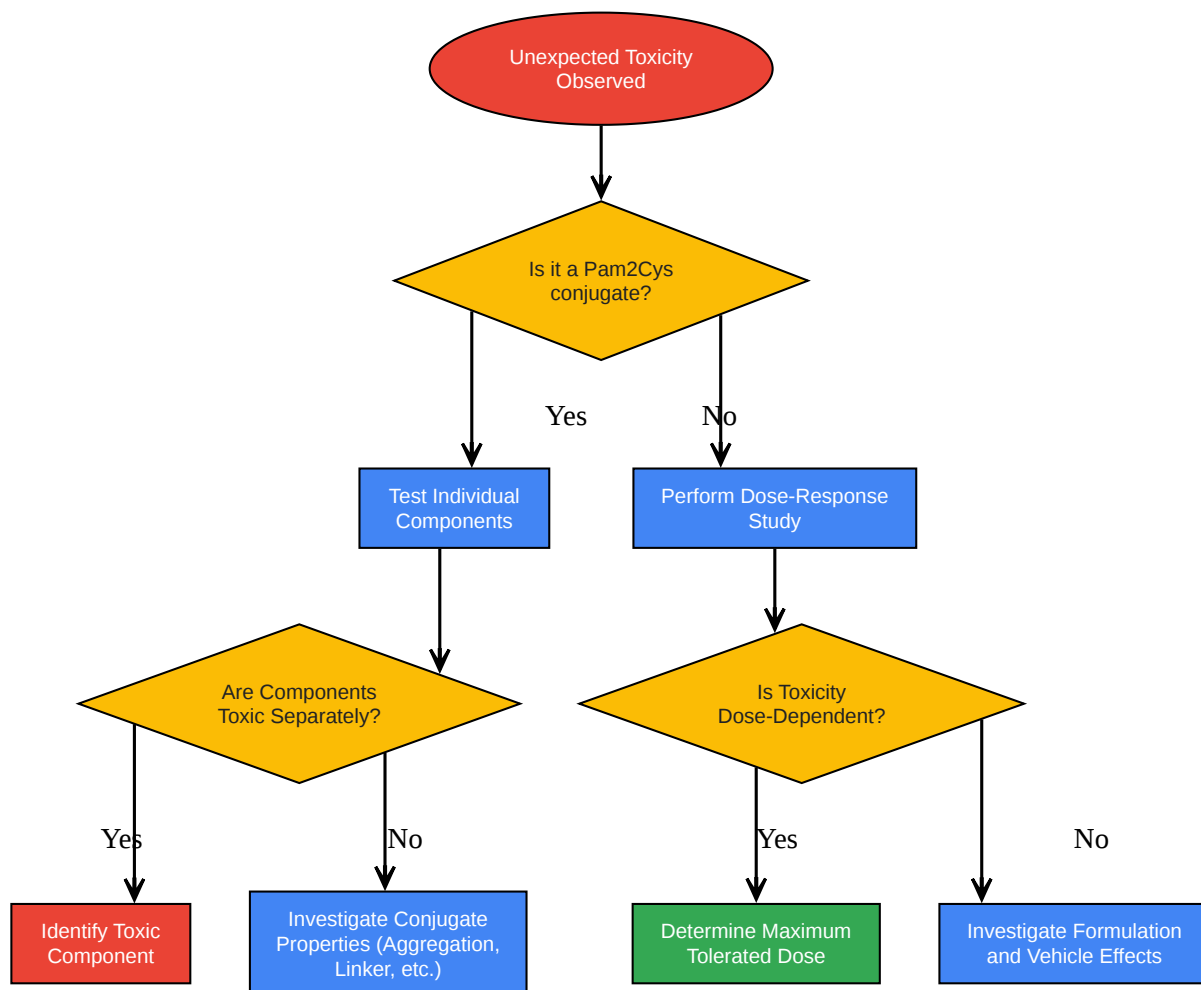 Unexpected Toxicity
Observed
Is it a Pam2Cys
conjugate?
Yes
No
Test Individual
Components
Perform Dose-Response
Study
Are Components
Toxic Separately?
Is Toxicity
Dose-Dependent?
Yes
No
Yes
No
Identify Toxic
Component
Investigate Conjugate
Properties (Aggregation,
Linker, etc.)
Determine Maximum
Tolerated Dose
Investigate Formulation
and Vehicle Effects